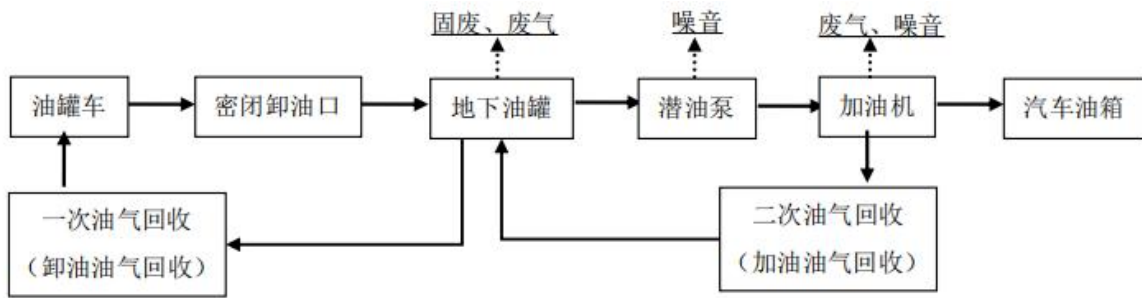 固废、废气
噪音
废气、噪音
油罐车
密闭卸油口
地下油罐
潜油泵
加油机
汽车油箱
一次油气回收
（卸油油气回收）
二次油气回收
（加油油气回收）